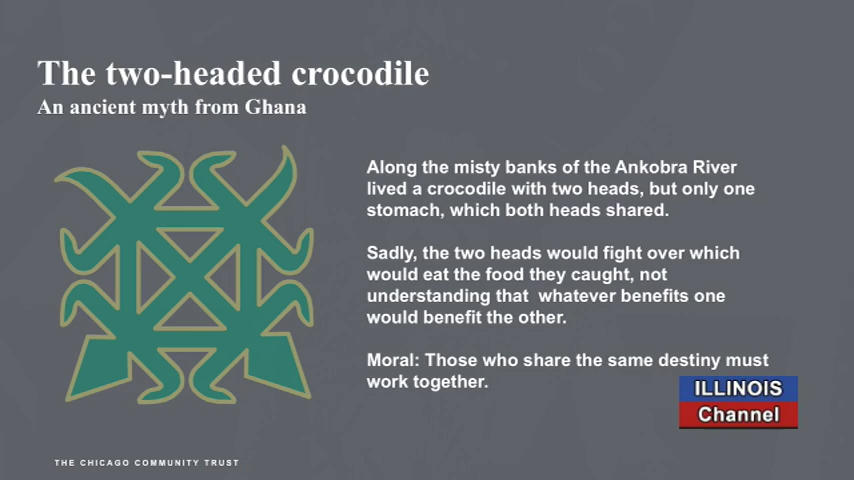 The two-headed crocodile
An ancient myth from Ghana
Along the misty banks of the Ankobra River
lived a crocodile with two heads, but only one
stomach, which both heads shared.
Sadly, the two heads would fight over which
would eat the food they caught, not
understanding that  whatever benefits one
would benefit the other.
Moral: Those who share the same destiny must
work together.
ILLINOIS
Channel
THE CHICAGO COMMUNITY TRUST